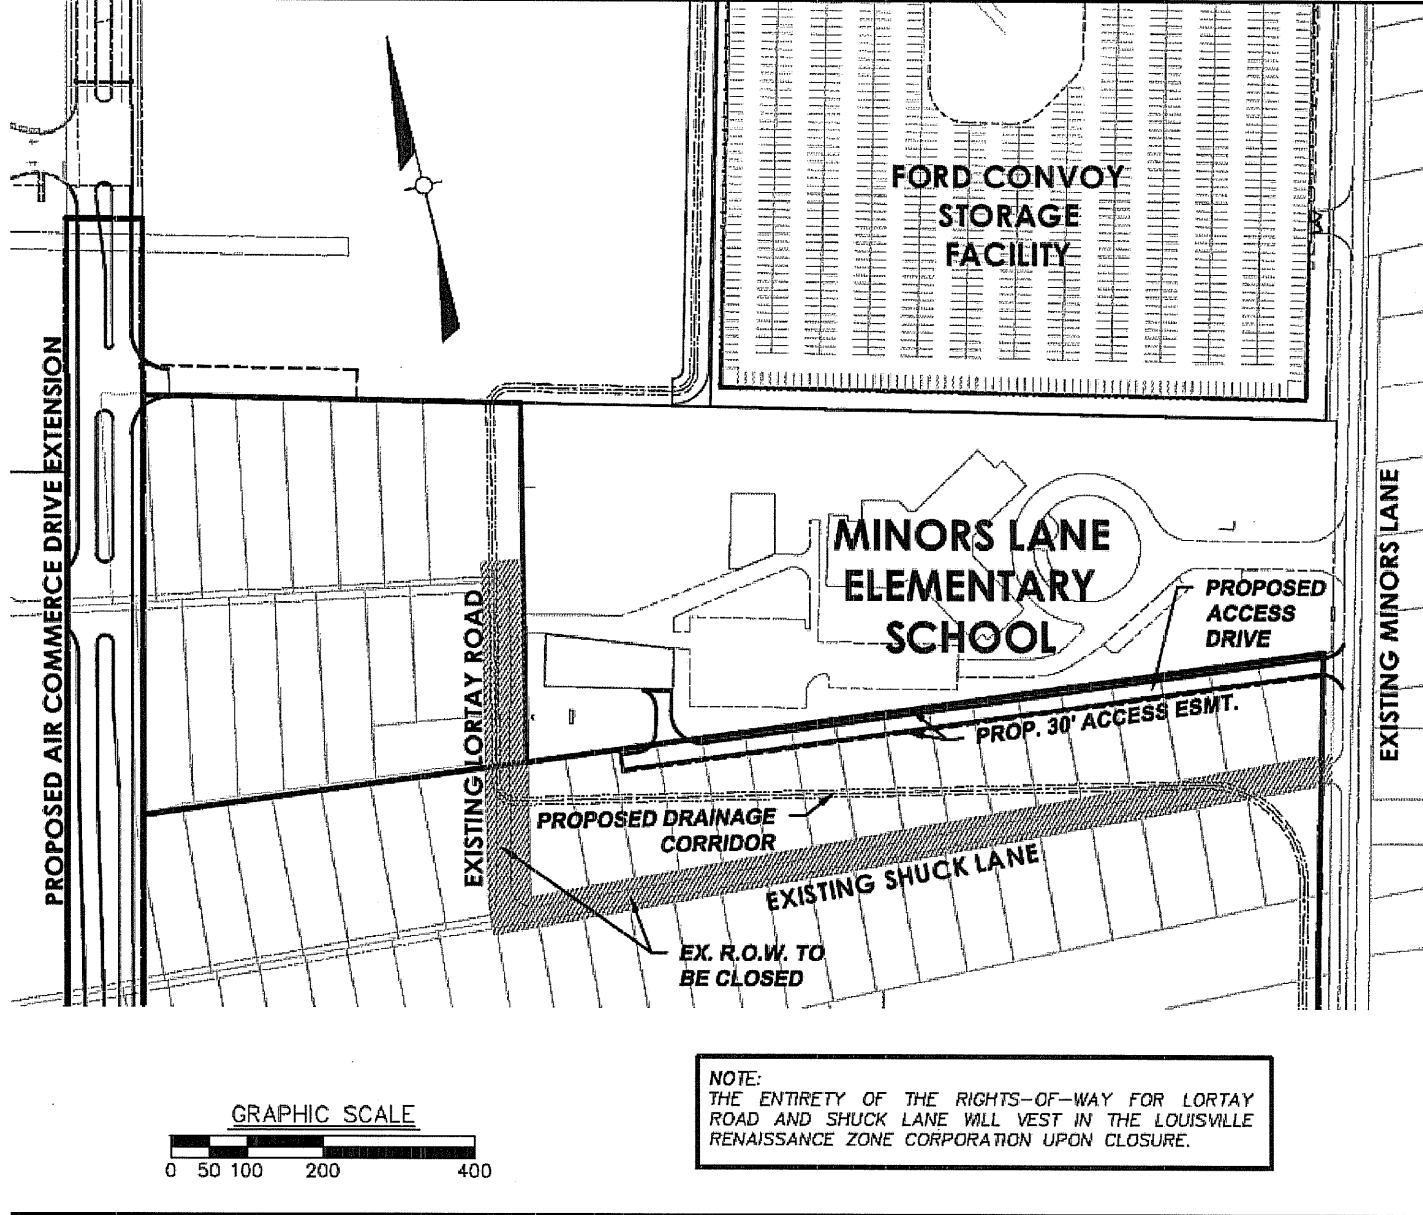 FORD CONVOY
STORAGE
FACILITY
PROPOSED AIR COMMERCE DRIVE EXTENSION
MINORS LANE
ELEMENTARY
SCHOOL
PROPOSED
ACCESS
DRIVE
EXISTING MINORS LANE
PROP. 30' ACCESS ESMT.
EXISTING LORTAY ROAD
PROPOSED DRAINAGE
CORRIDOR
EXISTING SHUCK LANE
EX. R.O.W. TO
BE CLOSED
GRAPHIC SCALE
0 50 100 200 400
NOTE:
THE ENTIRETY OF THE RIGHTS-OF-WAY FOR LORTAY
ROAD AND SHUCK LANE WILL VEST IN THE LOUISVILLE
RENAISSANCE ZONE CORPORATION UPON CLOSURE.